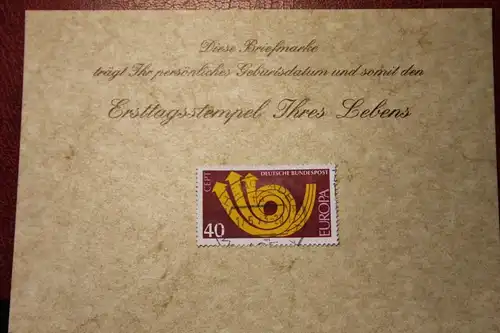 Diese Briefmarke
trägt Ihr persönliches Geburtsdatum und somit den
Ersttagsstempel Ihres Lebens
DEUTSCHE BUNDESPOST
CEPT
EUROPA
40